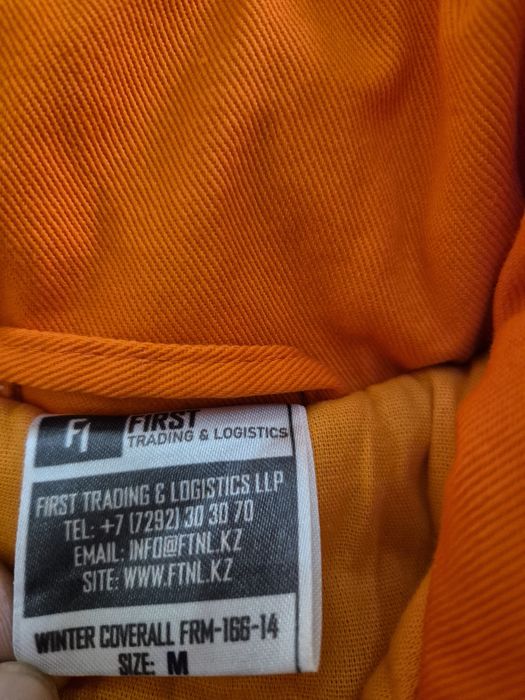 F1
FIRST
TRADING & LOGISTICS
FIRST TRADING & LOGISTICS LLP
TEL: +7 (7292) 30 30 70
EMAIL: INFO@FTNL.KZ
SITE: WWW.FTNL.KZ
WINTER COVERALL FRM-166-14
SIZE: M